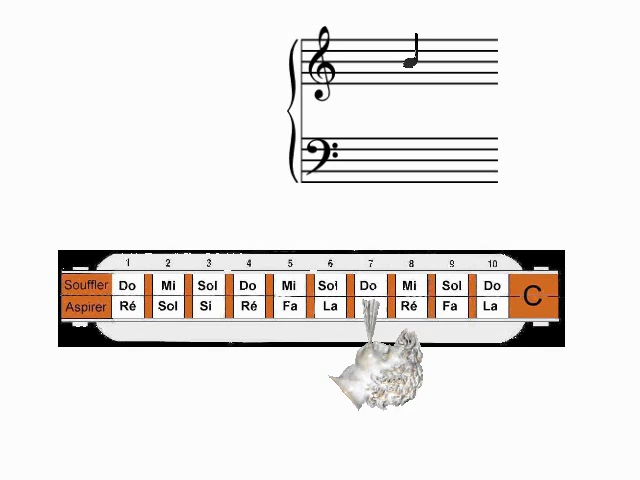 1 2 3 4 5 6 7 8 9 10
Souffler Do Mi Sol Do Mi Sol Do Mi Sol Do
Aspirer Ré Sol Si Ré Fa La Ré Fa La
C